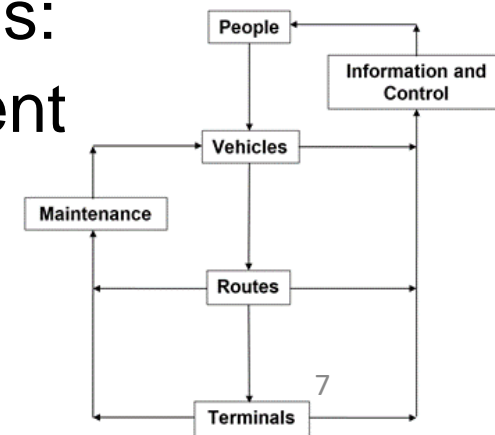 s:
ent
People
Information and
Control
Vehicles
Maintenance
Routes
7
Terminals